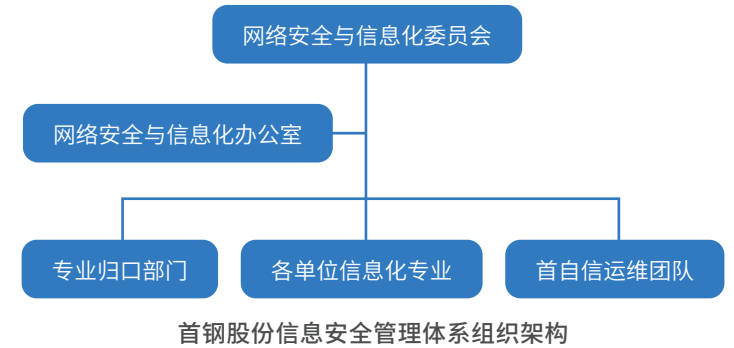 网络安全与信息化委员会
网络安全与信息化办公室
专业归口部门
各单位信息化专业
首自信运维团队
首钢股份信息安全管理体系组织架构